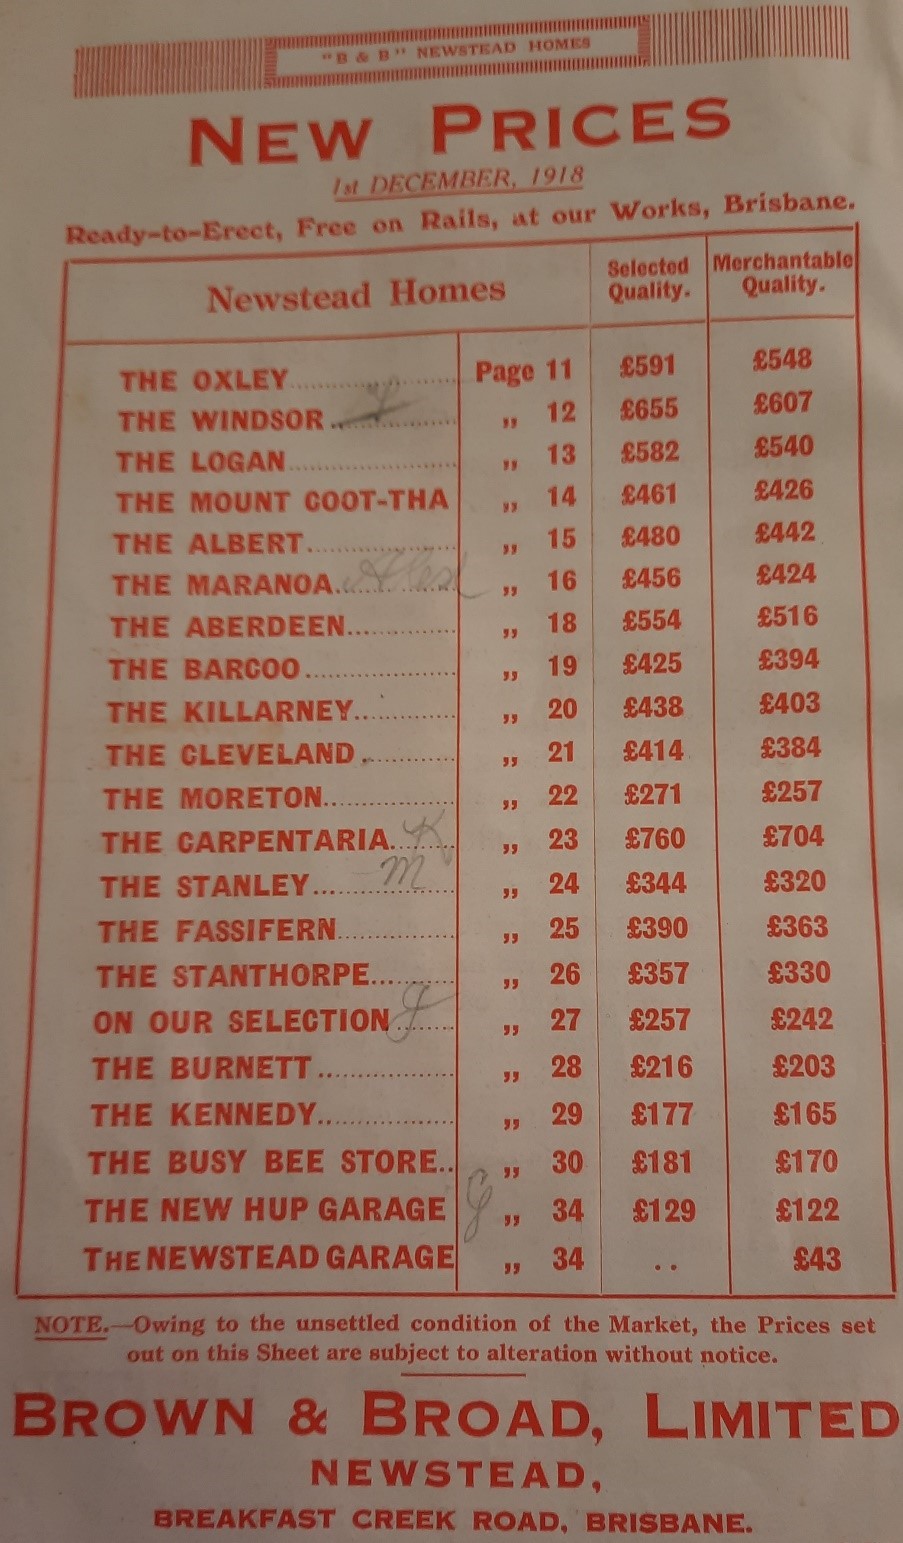 "B & B" NEWSTEAD HOMES
NEW PRICES
1st DECEMBER, 1918
Ready-to-Erect, Free on Rails, at our Works, Brisbane.
Newstead Homes Selected Quality. Merchantable Quality.
THE OXLEY.......... Page 11 £591 £548
THE WINDSOR.......... „ 12 £655 £607
THE LOGAN.......... „ 13 £582 £540
THE MOUNT COOT-THA „ 14 £461 £426
THE ALBERT.......... „ 15 £480 £442
THE MARANOA.......... „ 16 £456 £424
THE ABERDEEN.......... „ 18 £554 £516
THE BARCOO.......... „ 19 £425 £394
THE KILLARNEY.......... „ 20 £438 £403
THE CLEVELAND.......... „ 21 £414 £384
THE MORETON.......... „ 22 £271 £257
THE CARPENTARIA.... K „ 23 £760 £704
THE STANLEY.......... M „ 24 £344 £320
THE FASSIFERN.......... „ 25 £390 £363
THE STANTHORPE.......... „ 26 £357 £330
ON OUR SELECTION...... „ 27 £257 £242
THE BURNETT.......... „ 28 £216 £203
THE KENNEDY.......... „ 29 £177 £165
THE BUSY BEE STORE.. „ 30 £181 £170
THE NEW HUP GARAGE „ 34 £129 £122
THE NEWSTEAD GARAGE „ 34 .. £43
NOTE.—Owing to the unsettled condition of the Market, the Prices set
out on this Sheet are subject to alteration without notice.
BROWN & BROAD, LIMITED
NEWSTEAD,
BREAKFAST CREEK ROAD, BRISBANE.